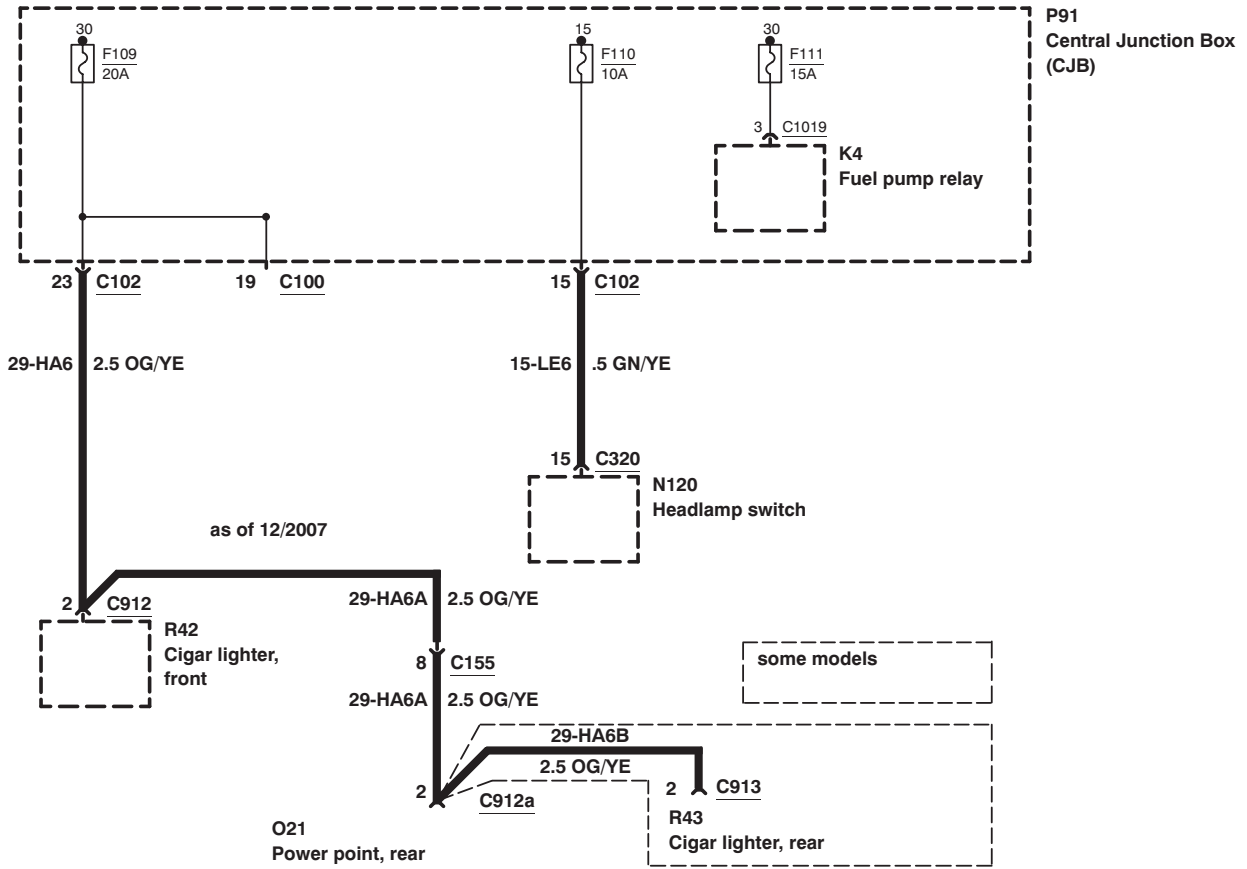 P91
Central Junction Box
(CJB)
30
F109
20A
15
F110
10A
30
F111
15A
3 C1019
K4
Fuel pump relay
23 C102
19 C100
15 C102
29-HA6 2.5 OG/YE
15-LE6 .5 GN/YE
15 C320
N120
Headlamp switch
as of 12/2007
2 C912
R42
Cigar lighter,
front
29-HA6A 2.5 OG/YE
8 C155
29-HA6A 2.5 OG/YE
some models
29-HA6B
2.5 OG/YE
2 C912a
2 C913
R43
Cigar lighter, rear
O21
Power point, rear